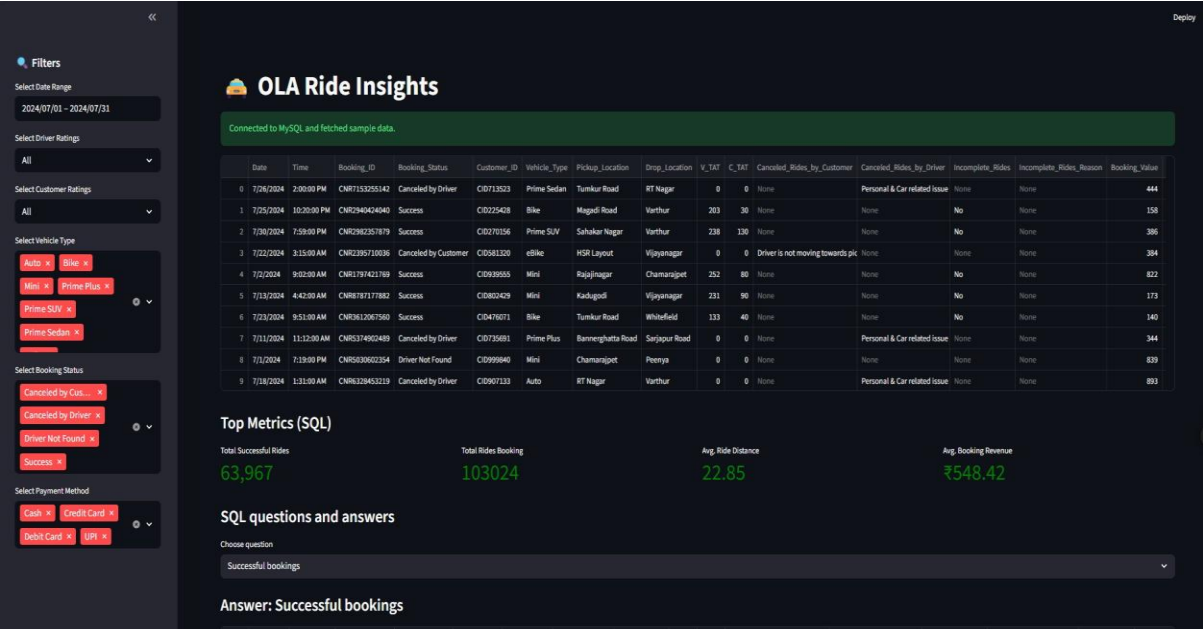 «
Deploy
Filters
Select Date Range
2024/07/01 – 2024/07/31
Select Driver Ratings
All
Select Customer Ratings
All
Select Vehicle Type
Auto × Bike ×
Mini × Prime Plus ×
Prime SUV ×
Prime Sedan ×
Select Booking Status
Canceled by Cus... ×
Canceled by Driver ×
Driver Not Found ×
Success ×
Select Payment Method
Cash × Credit Card ×
Debit Card × UPI ×
OLA Ride Insights
Connected to MySQL and fetched sample data.
Date Time Booking_ID Booking_Status Customer_ID Vehicle_Type Pickup_Location Drop_Location V_TAT C_TAT Canceled_Rides_by_Customer Canceled_Rides_by_Driver Incomplete_Rides Incomplete_Rides_Reason Booking_Value
0 7/26/2024 2:00:00 PM CNR7153255142 Canceled by Driver CID713523 Prime Sedan Tumkur Road RT Nagar 0 0 None Personal & Car related issue None None 444
1 7/25/2024 10:20:00 PM CNR2940424040 Success CID225428 Bike Magadi Road Varthur 203 30 None None No None 158
2 7/30/2024 7:59:00 PM CNR2982357879 Success CID270156 Prime SUV Sahakar Nagar Varthur 238 130 None None No None 386
3 7/22/2024 3:15:00 AM CNR2395710036 Canceled by Customer CID581320 eBike HSR Layout Vijayanagar 0 0 Driver is not moving towards pic None None None 384
4 7/2/2024 9:02:00 AM CNR1797421769 Success CID939555 Mini Rajajinagar Chamarajpet 252 80 None None No None 822
5 7/13/2024 4:42:00 AM CNR8787177882 Success CID802429 Mini Kadugodi Vijayanagar 231 90 None None No None 173
6 7/23/2024 9:51:00 AM CNR3612067560 Success CID476071 Bike Tumkur Road Whitefield 133 40 None None No None 140
7 7/11/2024 11:12:00 AM CNR5374902489 Canceled by Driver CID735691 Prime Plus Bannerghatta Road Sarjapur Road 0 0 None Personal & Car related issue None None 344
8 7/1/2024 7:19:00 PM CNR5030602354 Driver Not Found CID999840 Mini Chamarajpet Peenya 0 0 None None None None 839
9 7/18/2024 1:31:00 AM CNR6328453219 Canceled by Driver CID907133 Auto RT Nagar Varthur 0 0 None Personal & Car related issue None None 893
Top Metrics (SQL)
Total Successful Rides Total Rides Booking Avg. Ride Distance Avg. Booking Revenue
63,967 103024 22.85 ₹548.42
SQL questions and answers
Choose question
Successful bookings
Answer: Successful bookings